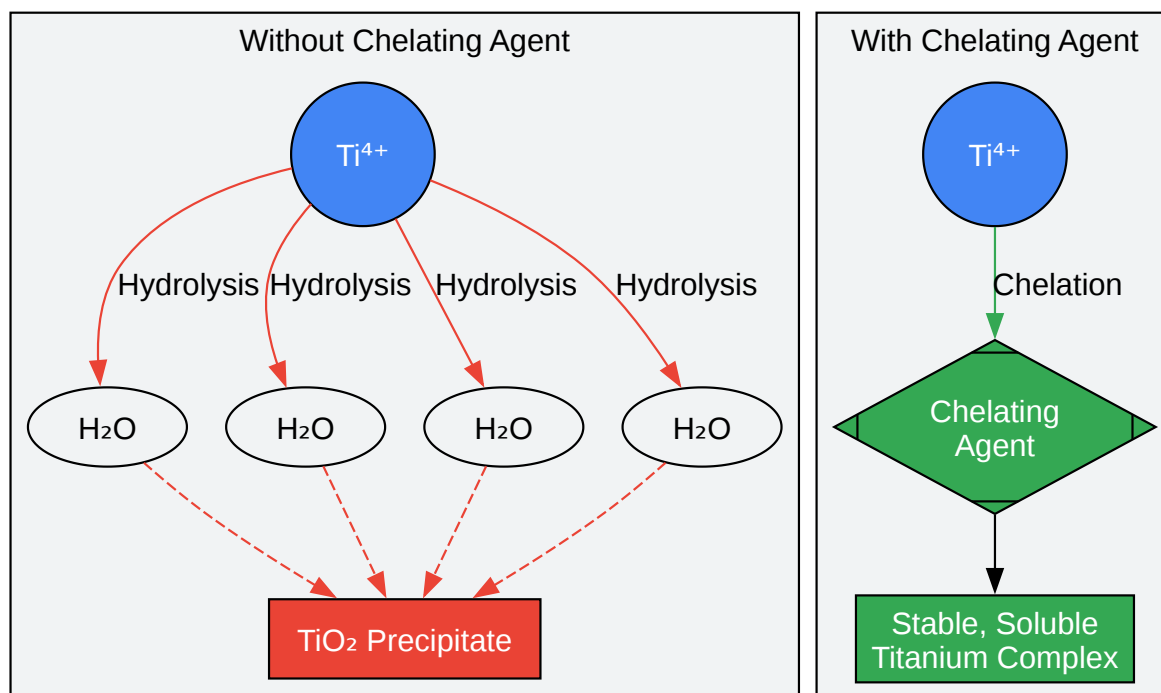 Without Chelating Agent
Ti⁴⁺
Hydrolysis
Hydrolysis
Hydrolysis
Hydrolysis
H₂O
H₂O
H₂O
H₂O
TiO₂ Precipitate
With Chelating Agent
Ti⁴⁺
Chelation
Chelating
Agent
Stable, Soluble
Titanium Complex